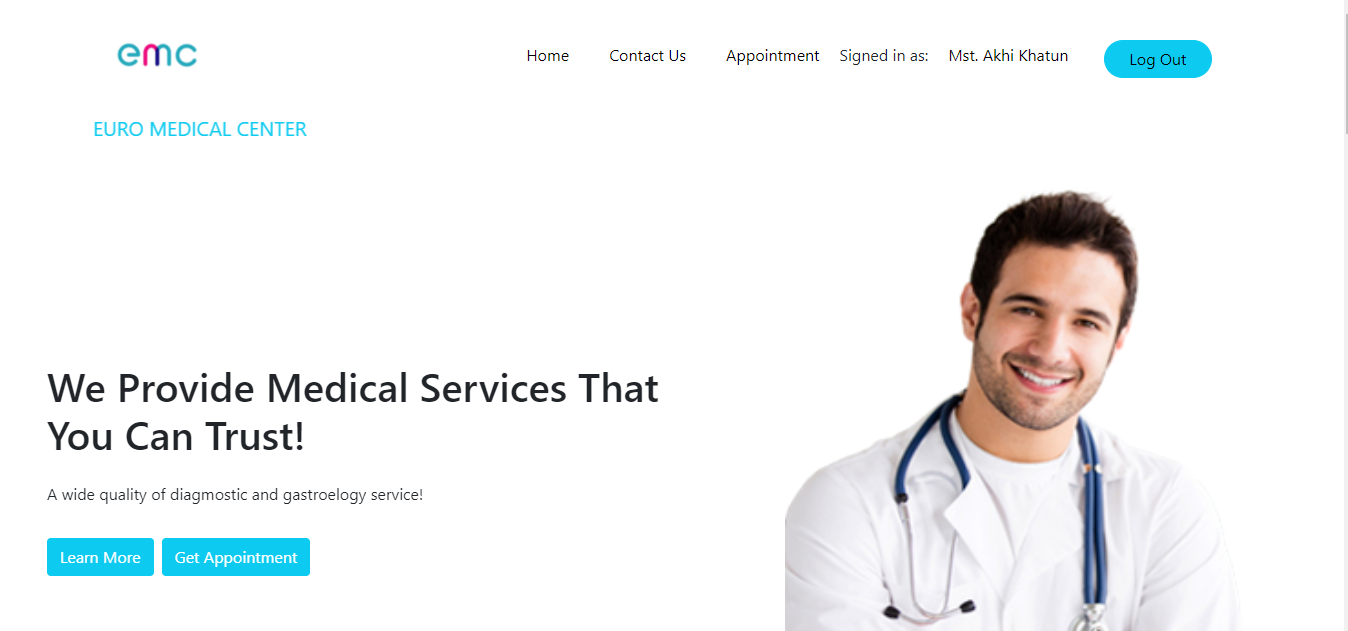 emc
Home Contact Us Appointment Signed in as: Mst. Akhi Khatun Log Out
EURO MEDICAL CENTER
We Provide Medical Services That
You Can Trust!
A wide quality of diagmostic and gastroelogy service!
Learn More Get Appointment